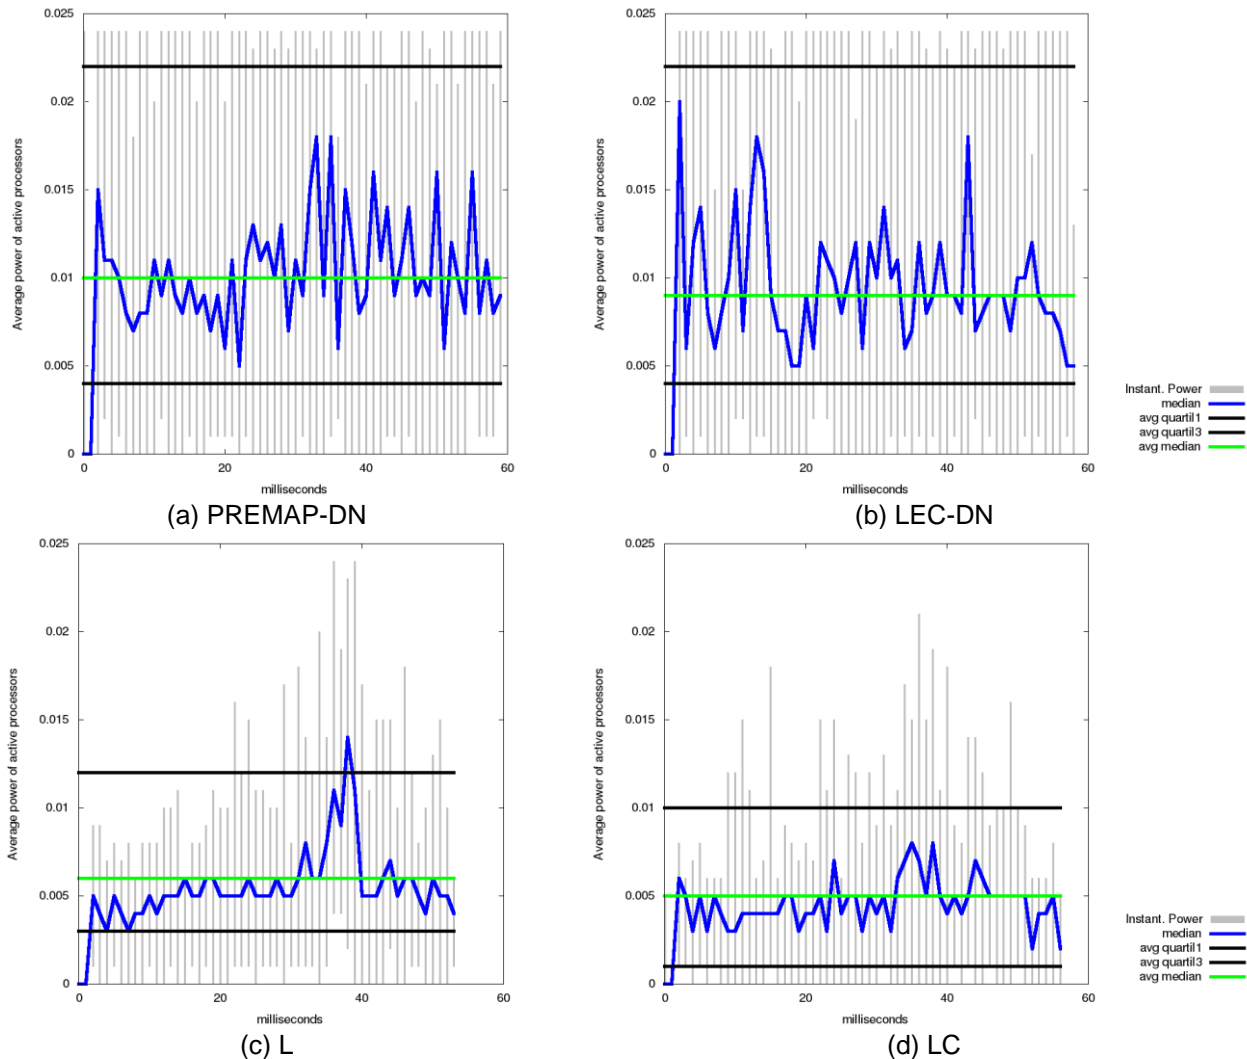 0.025
0.02
0.015
0.01
0.005
0
Average power of active processors
0 20 40 60
milliseconds
(a) PREMAP-DN
0.025
0.02
0.015
0.01
0.005
0
Average power of active processors
0 20 40 60
milliseconds
(b) LEC-DN
Instant. Power
median
avg quartil1
avg quartil3
avg median
0.025
0.02
0.015
0.01
0.005
0
Average power of active processors
0 20 40 60
milliseconds
(c) L
0.025
0.02
0.015
0.01
0.005
0
Average power of active processors
0 20 40 60
milliseconds
(d) LC
Instant. Power
median
avg quartil1
avg quartil3
avg median